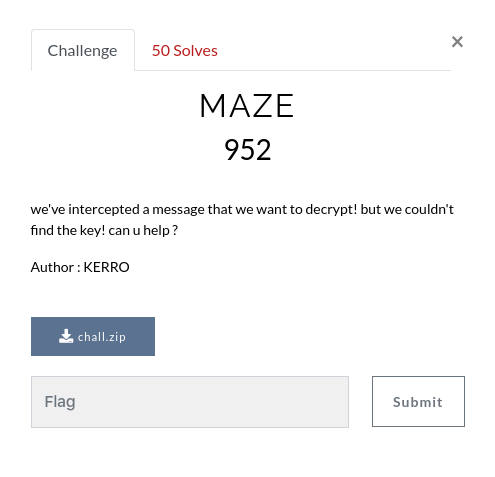 Challenge
50 Solves
×
MAZE
952
we've intercepted a message that we want to decrypt! but we couldn't
find the key! can u help ?
Author : KERRO
chall.zip
Flag
Submit